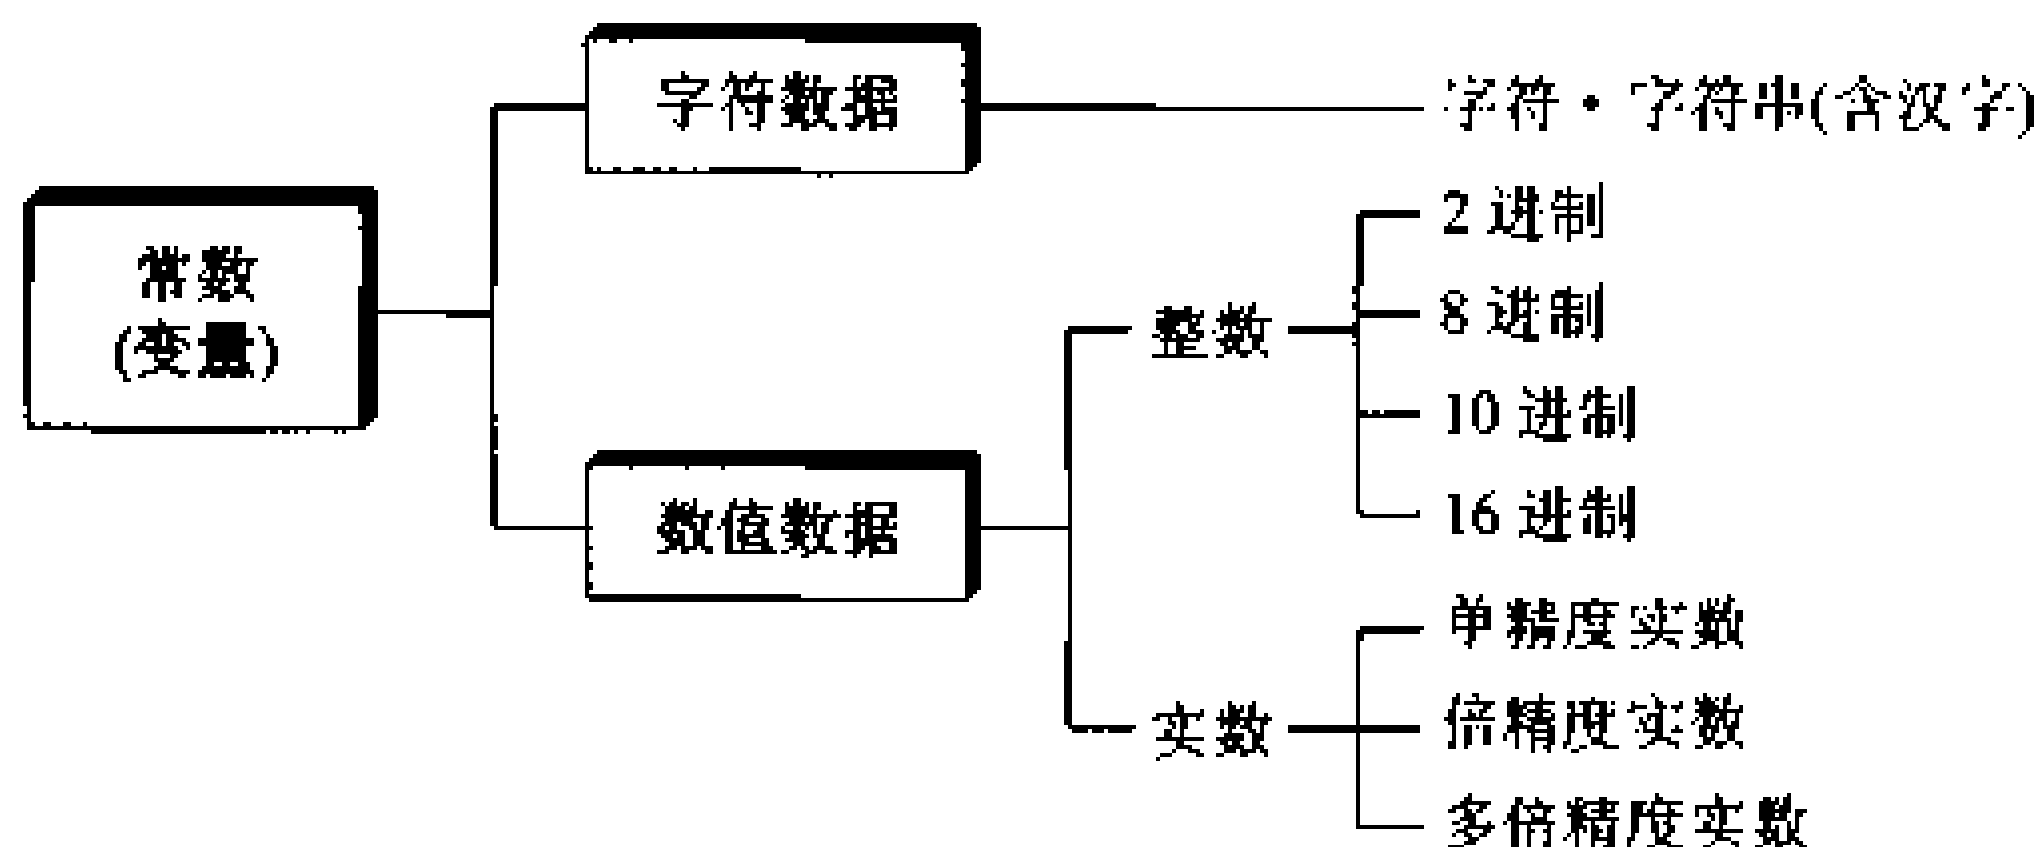 字符数据
字符·字符串(含汉字)
常数
(变量)
数值数据
整数
2 进制
8 进制
10 进制
16 进制
实数
单精度实数
倍精度实数
多倍精度实数